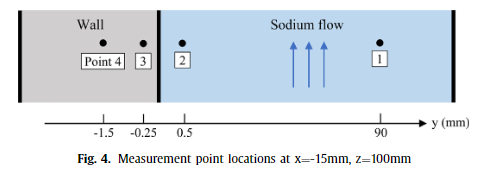 Wall Sodium flow
Point 4 3 2 1
-1.5 -0.25 0.5 90 y (mm)
Fig. 4. Measurement point locations at x=-15mm, z=100mm